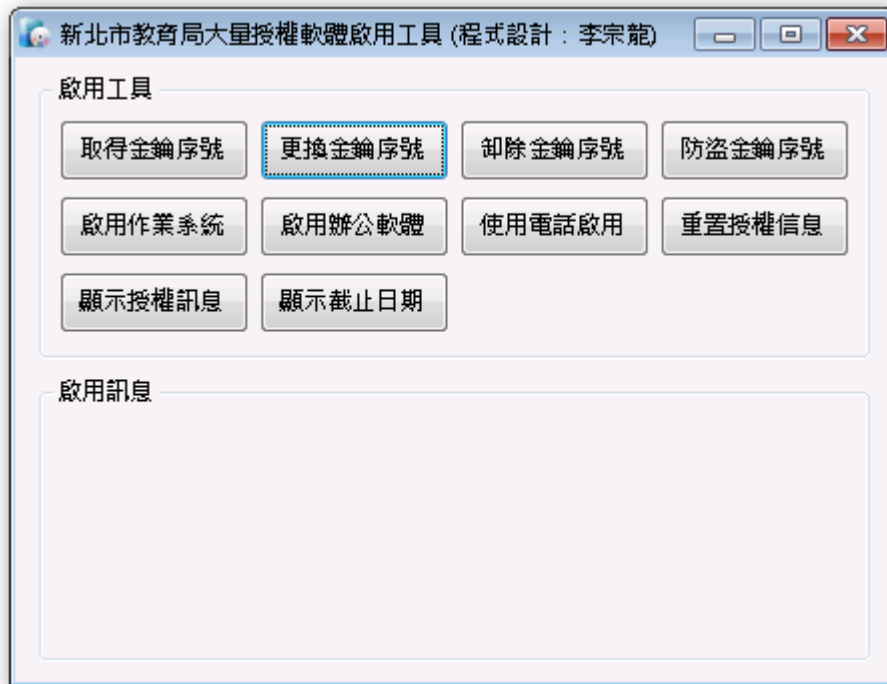 新北市教育局大量授權軟體啟用工具 (程式設計：李宗龍)
啟用工具
取得金鑰序號 更換金鑰序號 卸除金鑰序號 防盜金鑰序號
啟用作業系統 啟用辦公軟體 使用電話啟用 重置授權信息
顯示授權訊息 顯示截止日期
啟用訊息